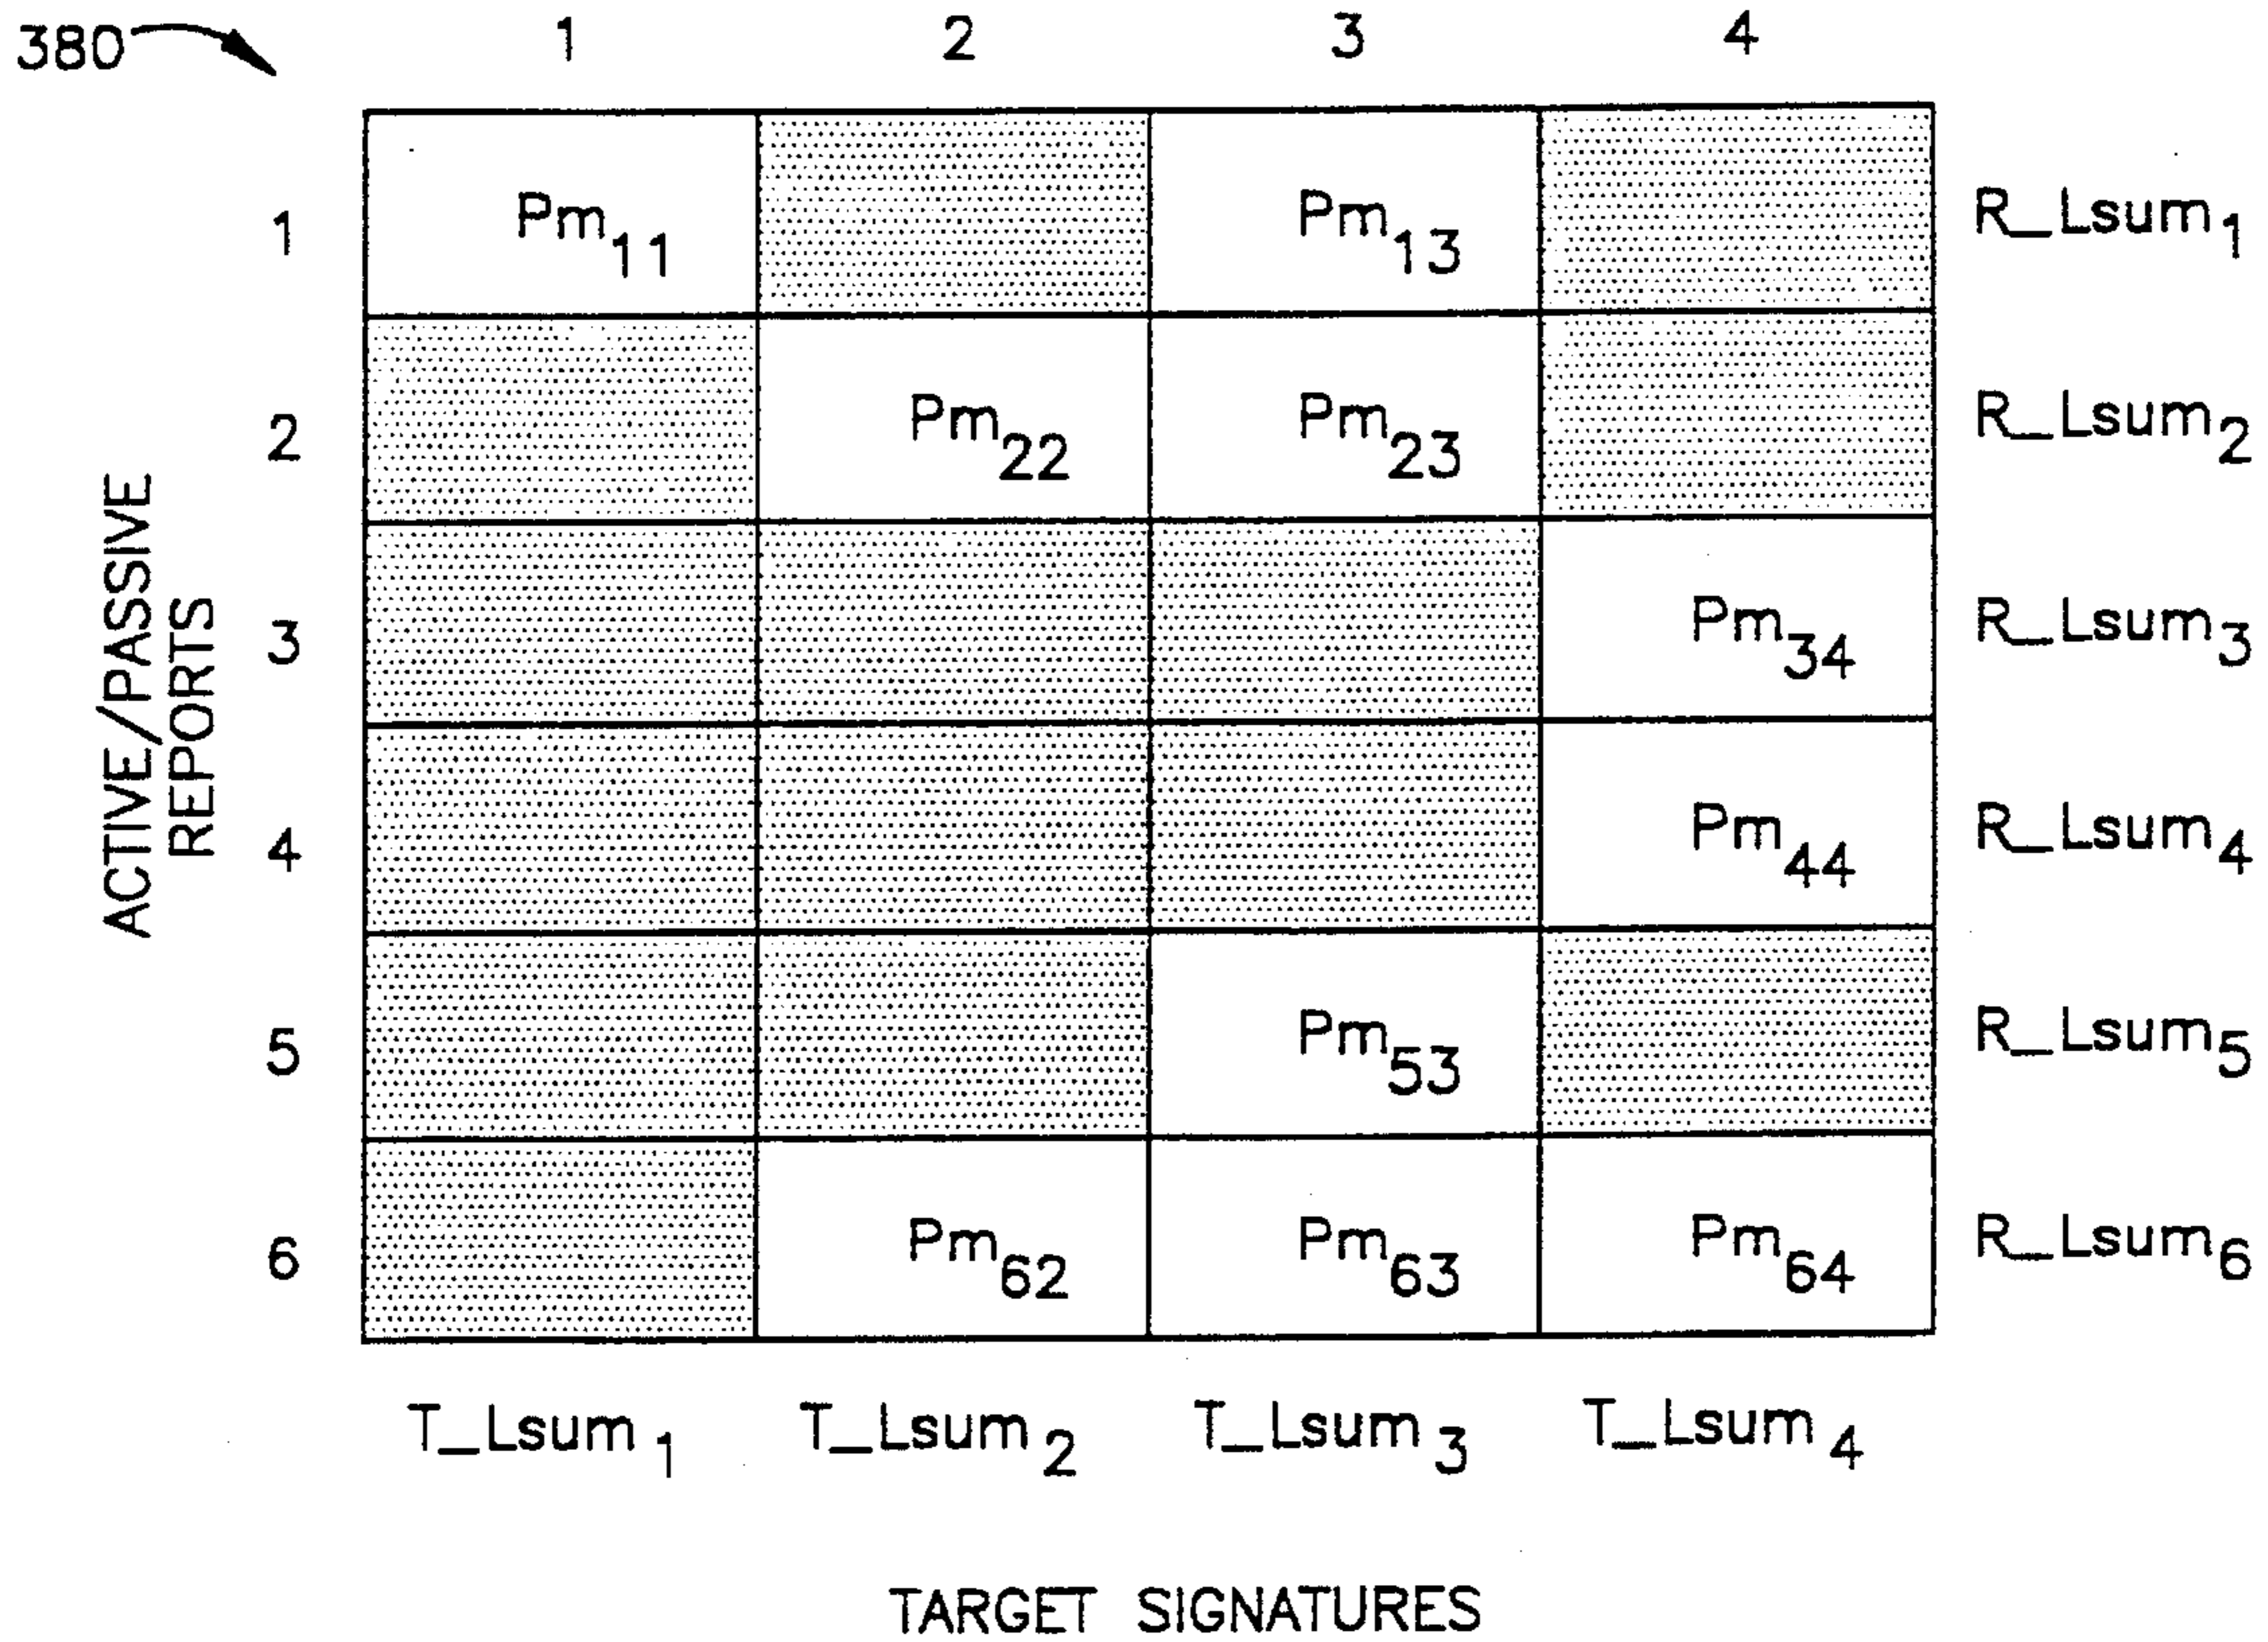 380
1 2 3 4
1 Pm11 Pm13 R_Lsum1
2 Pm22 Pm23 R_Lsum2
3 Pm34 R_Lsum3
4 Pm44 R_Lsum4
5 Pm53 R_Lsum5
6 Pm62 Pm63 Pm64 R_Lsum6
ACTIVE/PASSIVE
REPORTS
T_Lsum1 T_Lsum2 T_Lsum3 T_Lsum4
TARGET SIGNATURES